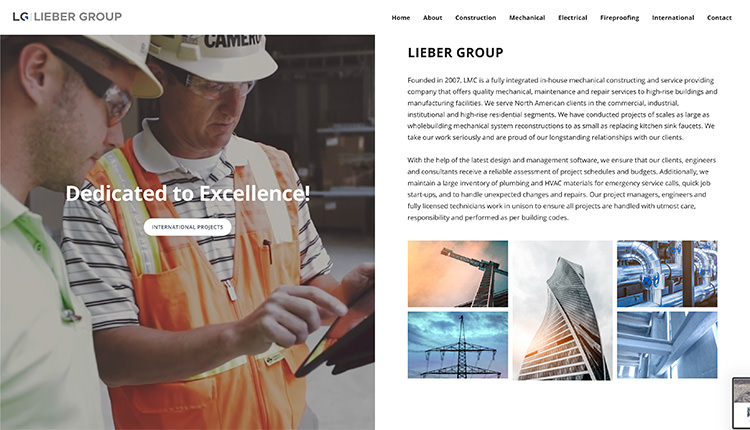 LG|LIEBER GROUP
Home About Construction Mechanical Electrical Fireproofing International Contact
CAMERO
Dedicated to Excellence!
INTERNATIONAL PROJECTS
LIEBER GROUP
Founded in 2007, LMC is a fully integrated in-house mechanical constructing and service providing
company that offers quality mechanical, maintenance and repair services to high-rise buildings and
manufacturing facilities. We serve North American clients in the commercial, industrial,
institutional and high-rise residential segments. We have conducted projects of scales as large as
wholebuilding mechanical system reconstructions to as small as replacing kitchen sink faucets. We
take our work seriously and are proud of our longstanding relationships with our clients.
With the help of the latest design and management software, we ensure that our clients, engineers
and consultants receive a reliable assessment of project schedules and budgets. Additionally, we
maintain a large inventory of plumbing and HVAC materials for emergency service calls, quick job
start-ups, and to handle unexpected changes and repairs. Our project managers, engineers and
fully licensed technicians work in unison to ensure all projects are handled with utmost care,
responsibility and performed as per building codes.